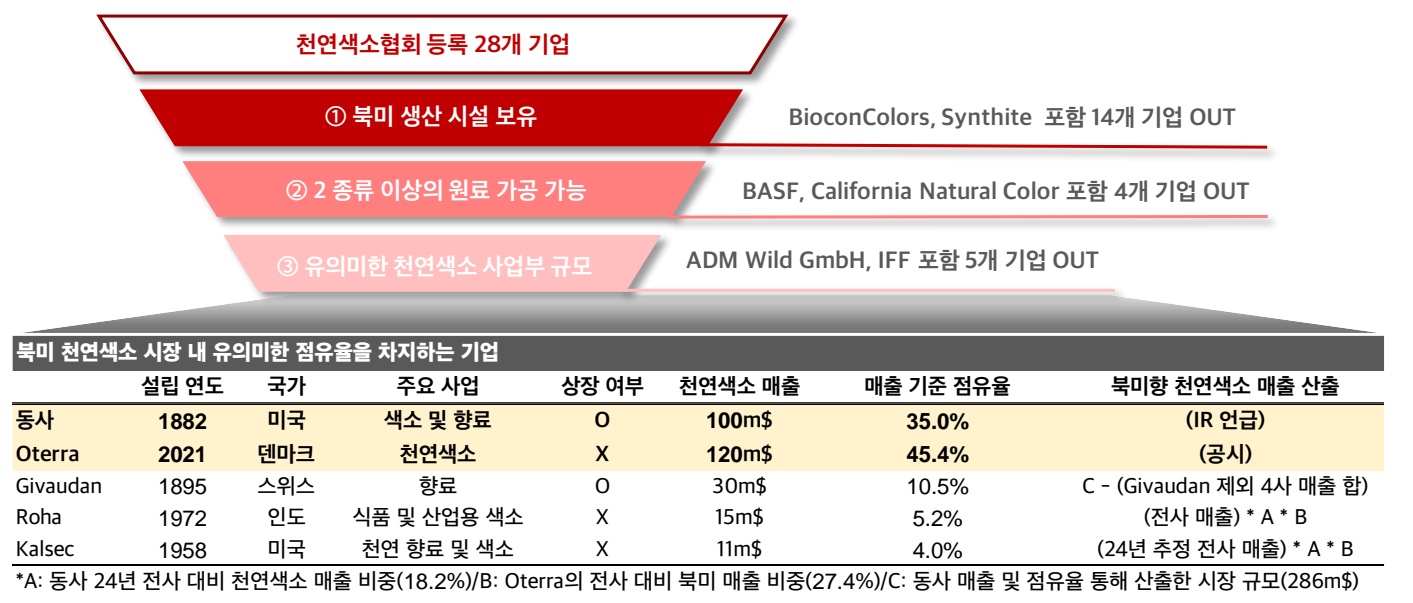 천연색소협회 등록 28개 기업
① 북미 생산 시설 보유
BioconColors, Synthite 포함 14개 기업 OUT
② 2 종류 이상의 원료 가공 가능
BASF, California Natural Color 포함 4개 기업 OUT
③ 유의미한 천연색소 사업부 규모
ADM Wild GmbH, IFF 포함 5개 기업 OUT
북미 천연색소 시장 내 유의미한 점유율을 차지하는 기업
설립 연도 국가 주요 사업 상장 여부 천연색소 매출 매출 기준 점유율 북미향 천연색소 매출 산출
동사 1882 미국 색소 및 향료 O 100m$ 35.0% (IR 언급)
Oterra 2021 덴마크 천연색소 X 120m$ 45.4% (공시)
Givaudan 1895 스위스 향료 O 30m$ 10.5% C - (Givaudan 제외 4사 매출 합)
Roha 1972 인도 식품 및 산업용 색소 X 15m$ 5.2% (전사 매출) * A * B
Kalsec 1958 미국 천연 향료 및 색소 X 11m$ 4.0% (24년 추정 전사 매출) * A * B
*A: 동사 24년 전사 대비 천연색소 매출 비중(18.2%)/B: Oterra의 전사 대비 북미 매출 비중(27.4%)/C: 동사 매출 및 점유율 통해 산출한 시장 규모(286m$)